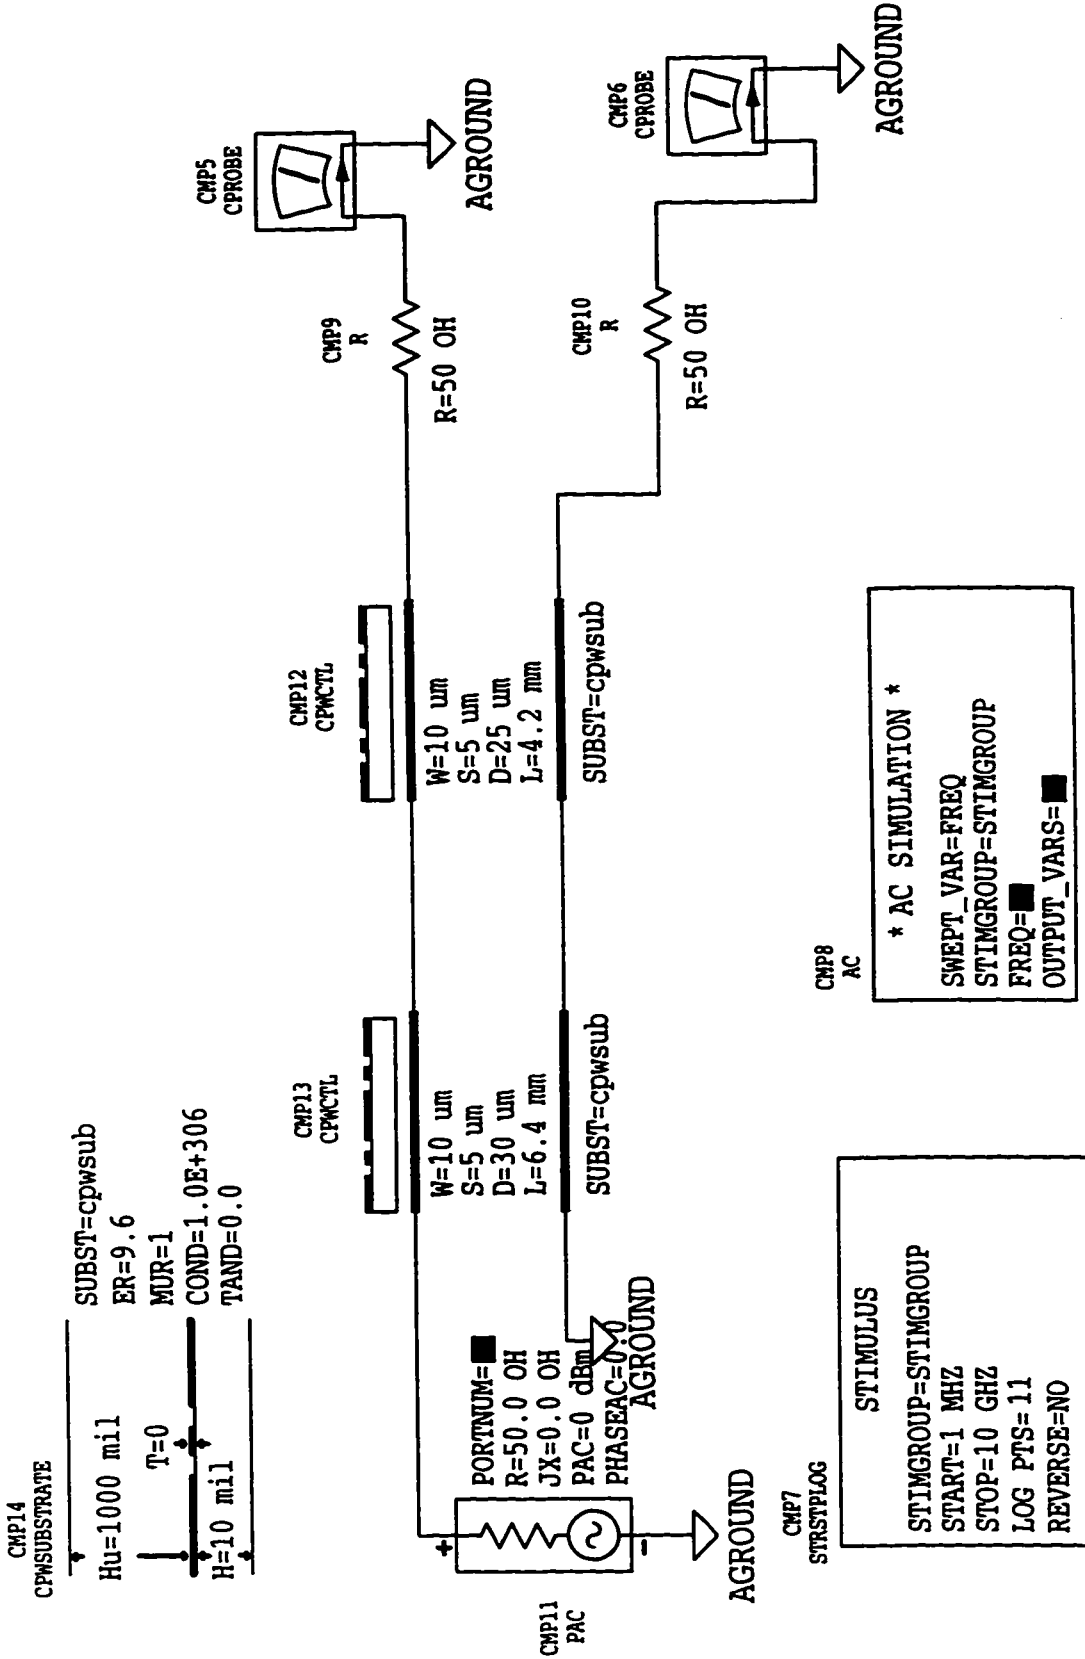 CMP14
CPWSUBSTRATE
Hu=1000 mil
T=0
H=10 mil
SUBST=cpwsub
ER=9.6
MUR=1
COND=1.0E+306
TAND=0.0
CMP13
CPWCTL
W=10 um
S=5 um
D=30 um
L=6.4 mm
SUBST=cpwsub
CMP12
CPWCTL
W=10 um
S=5 um
D=25 um
L=4.2 mm
SUBST=cpwsub
CMP9
R
R=50 OH
CMP5
CPROBE
AGROUND
CMP10
R
R=50 OH
CMP6
CPROBE
AGROUND
CMP11
PAC
+
-
PORTNUM=
R=50.0 OH
JX=0.0 OH
PAC=0 dBm
PHASEAC=0.0
AGROUND
AGROUND
CMP7
STRSTPLOG
STIMULUS
STIMGROUP=STIMGROUP
START=1 MHZ
STOP=10 GHZ
LOG PTS=11
REVERSE=NO
CMP8
AC
* AC SIMULATION *
SWEPT_VAR=FREQ
STIMGROUP=STIMGROUP
FREQ=
OUTPUT_VARS=